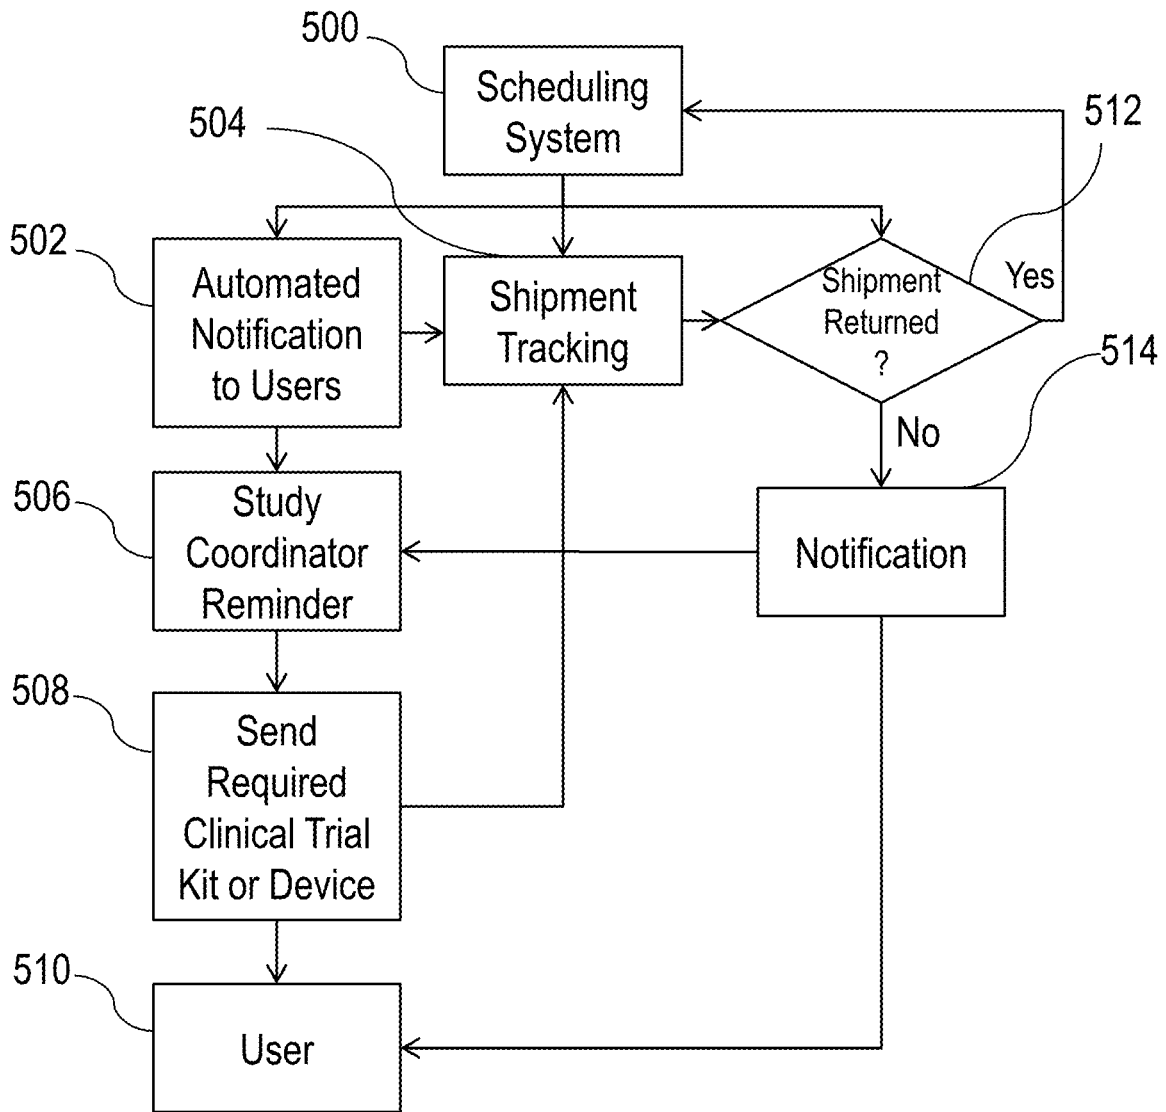 500
Scheduling
System
504
512
502
Automated
Notification
to Users
Shipment
Tracking
Shipment
Returned
?
Yes
514
No
506
Study
Coordinator
Reminder
Notification
508
Send
Required
Clinical Trial
Kit or Device
510
User